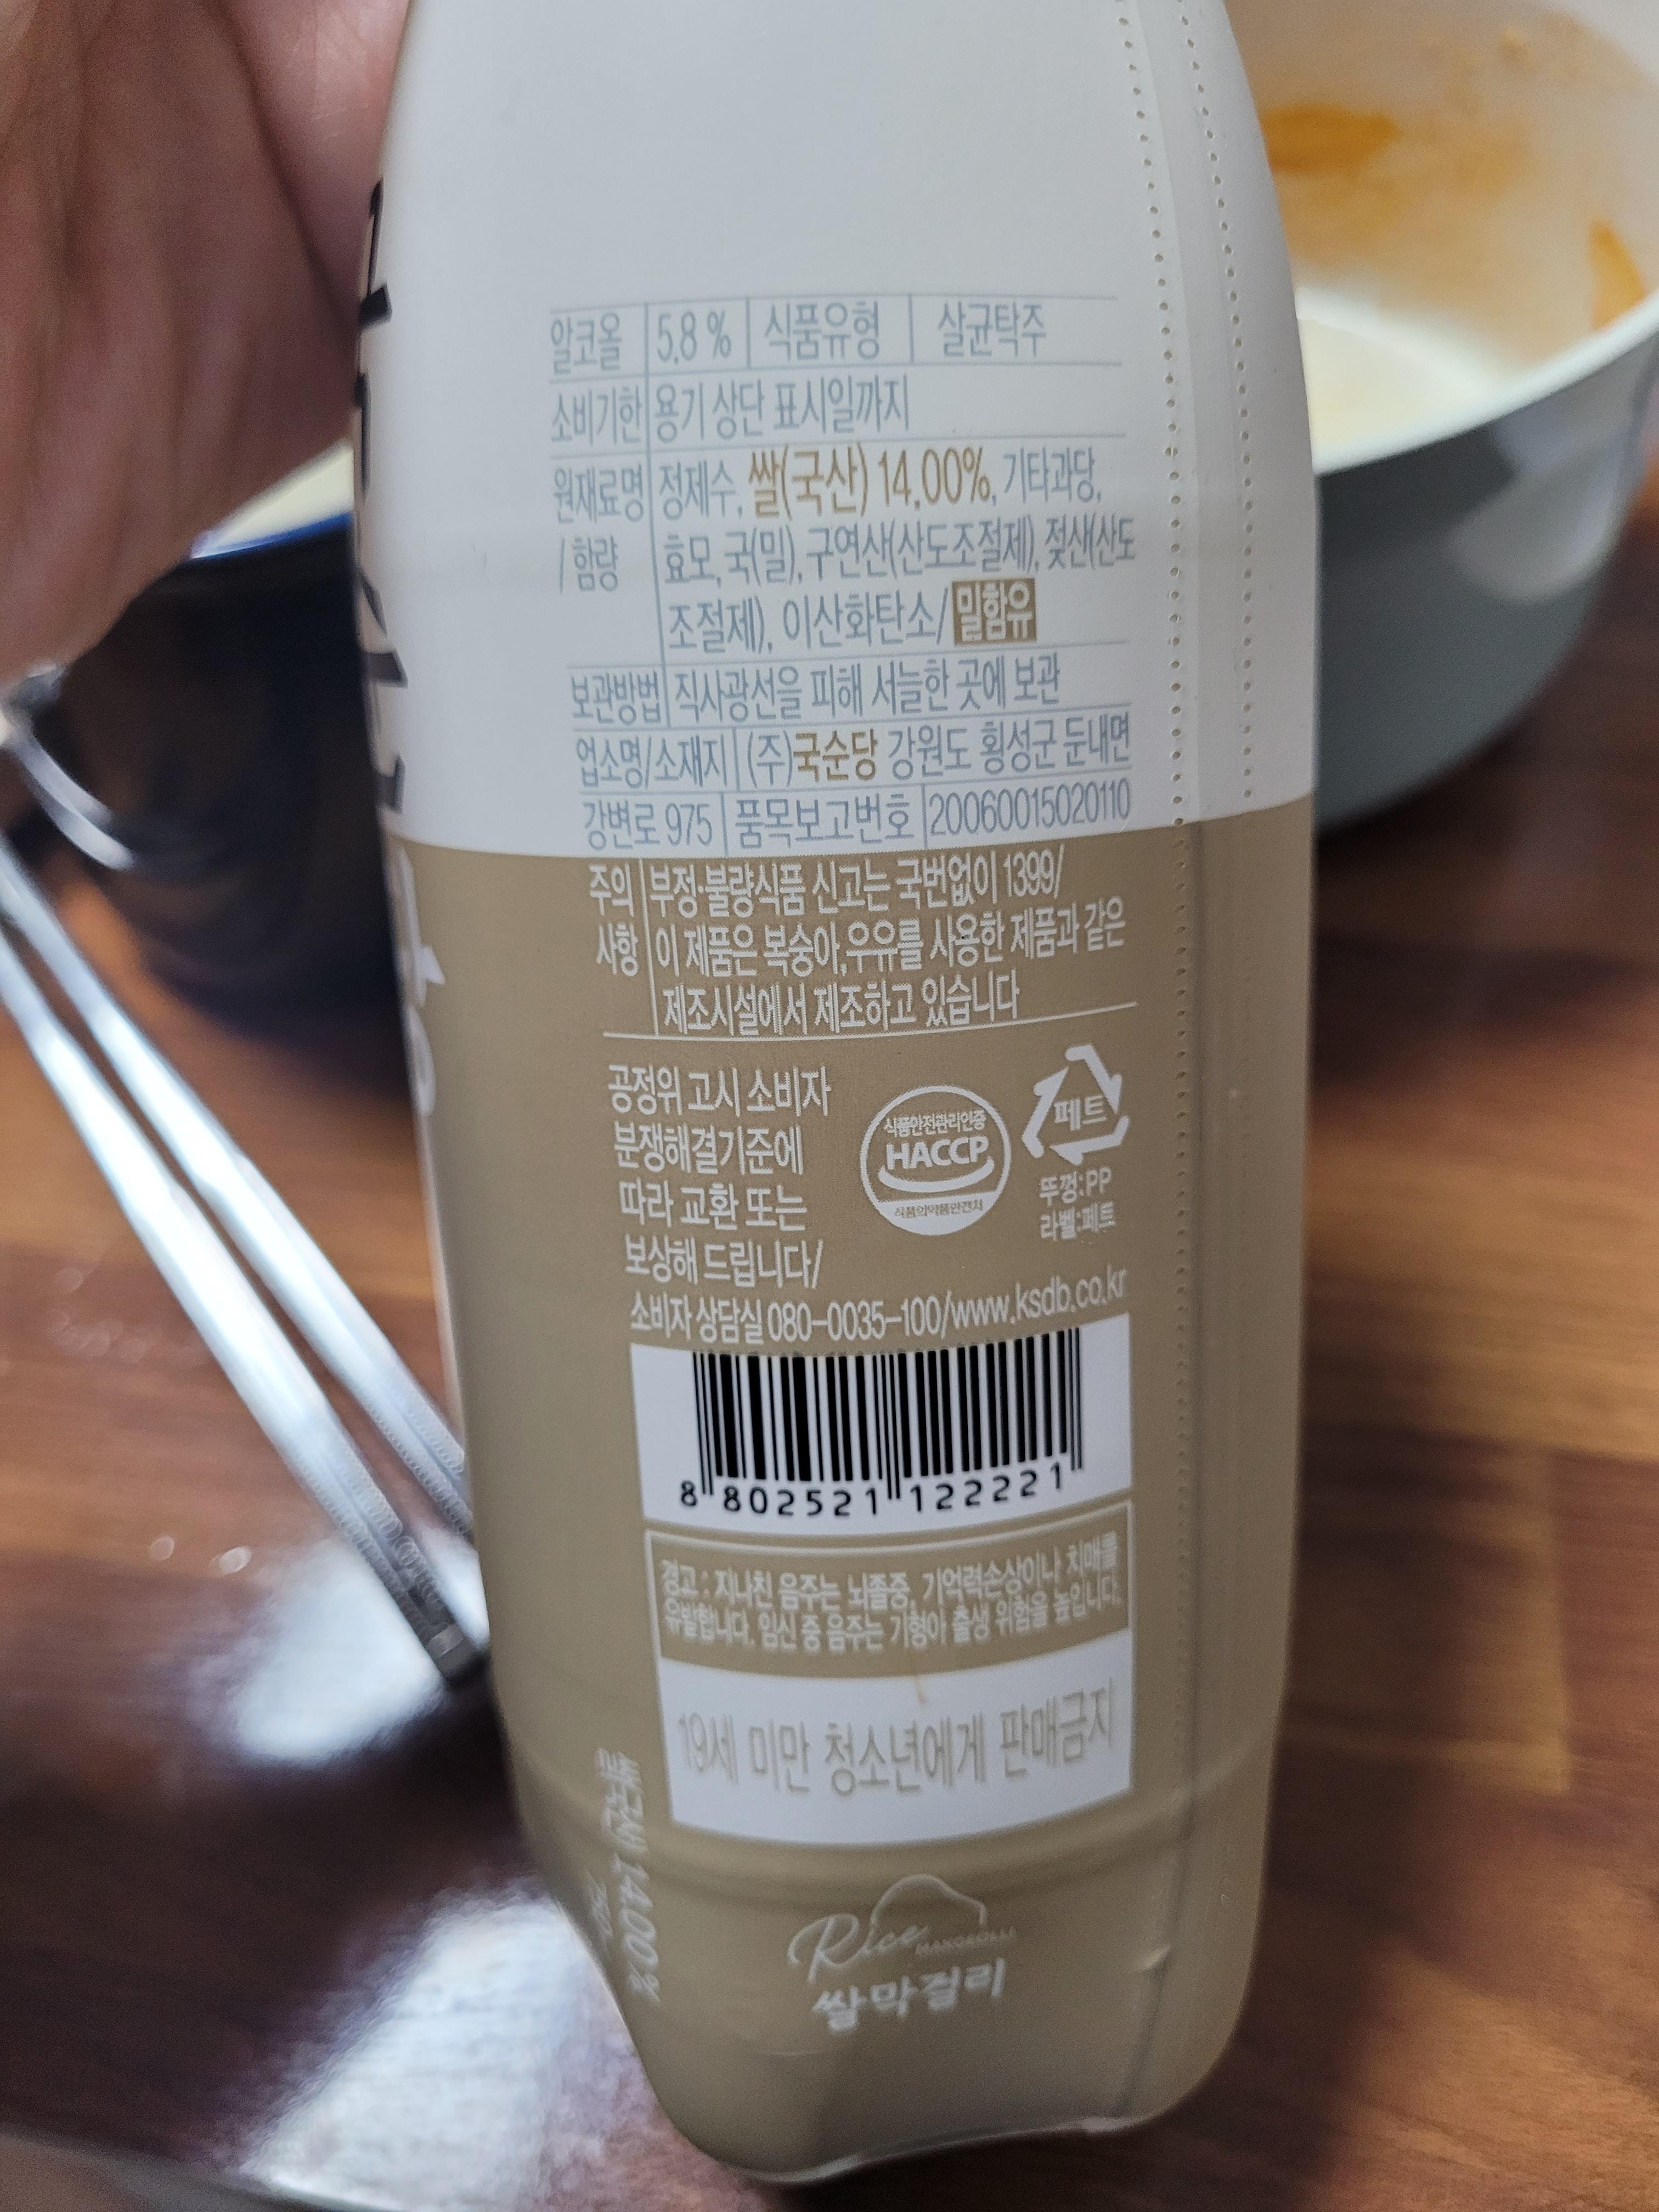 알코올 5.8 % 식품유형 살균탁주
소비기한 용기 상단 표시일까지
원재료명 정제수, 쌀(국산) 14.00%, 기타과당,
/함량 효모, 국(밀), 구연산(산도조절제), 젖산(산도
조절제), 이산화탄소/ 밀함유
보관방법 직사광선을 피해 서늘한 곳에 보관
업소명/소재지 (주)국순당 강원도 횡성군 둔내면
강변로 975 품목보고번호 20060015020110
주의 부정·불량식품 신고는 국번없이 1399/
사항 이 제품은 복숭아,우유를 사용한 제품과 같은
제조시설에서 제조하고 있습니다
공정위 고시 소비자
분쟁해결기준에
따라 교환 또는
보상해 드립니다/
식품안전관리인증
HACCP
식품의약품안전처
페트
뚜껑:PP
라벨:페트
소비자 상담실 080-0035-100/www.ksdb.co.kr
8 802521 122221
경고 : 지나친 음주는 뇌졸중, 기억력손상이나 치매를
유발합니다. 임신 중 음주는 기형아 출생 위험을 높입니다.
19세 미만 청소년에게 판매금지
쌀(국산) 14.00%
Rice MAKGEOLLI
쌀막걸리